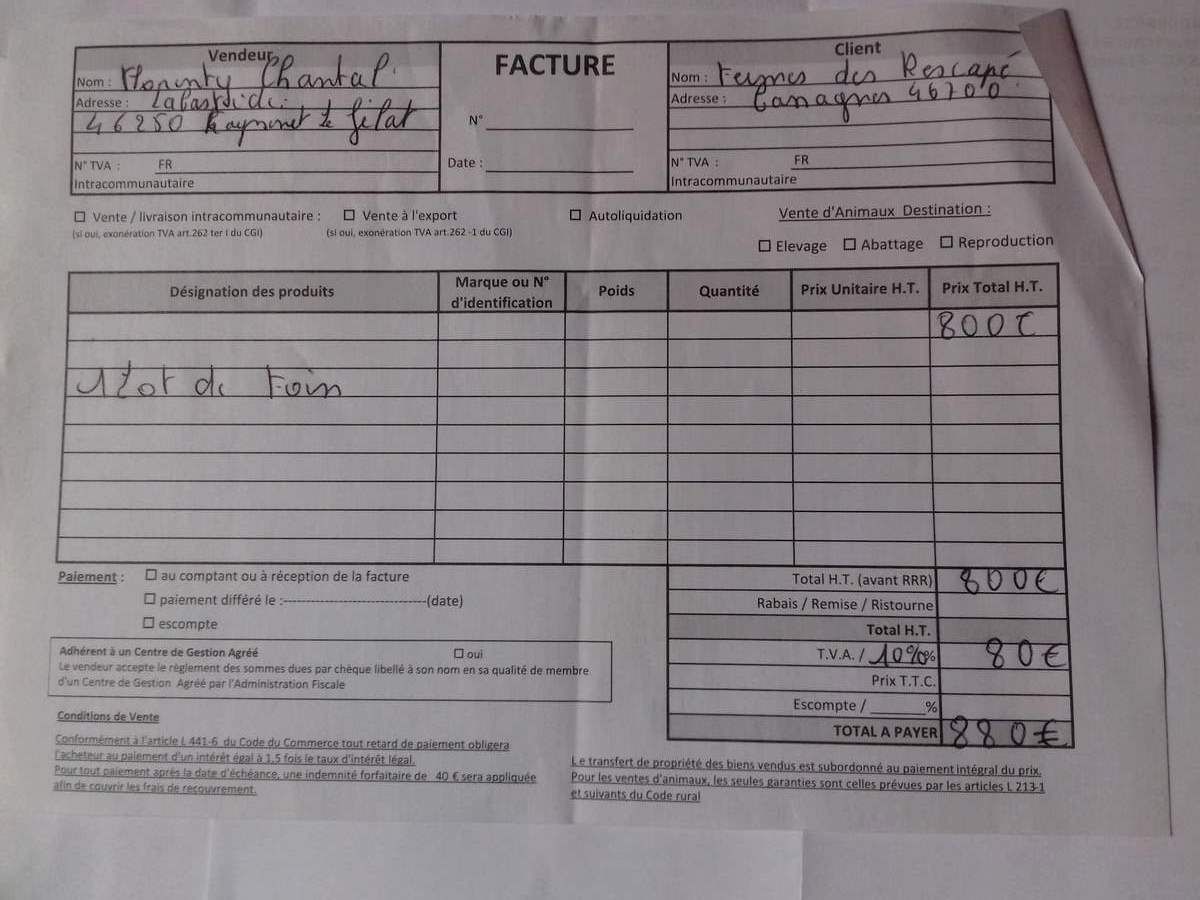 Vendeur
Nom : Chantal
Adresse :
46250
N° TVA : FR
Intracommunautaire
FACTURE
N°
Date :
Client
Nom : Fermes des Rescapé
Adresse : 46700
N° TVA : FR
Intracommunautaire
Vente / livraison intracommunautaire :
(si oui, exonération TVA art.262 ter I du CGI)
Vente à l'export
(si oui, exonération TVA art.262 -1 du CGI)
Autoliquidation
Vente d'Animaux Destination :
Elevage Abattage Reproduction
Désignation des produits Marque ou N° d'identification Poids Quantité Prix Unitaire H.T. Prix Total H.T.
800€
1 lot de Foin
Paiement : au comptant ou à réception de la facture
paiement différé le :----------------------------------(date)
escompte
Total H.T. (avant RRR) 800€
Rabais / Remise / Ristourne
Total H.T.
T.V.A. / 10%% 80€
Prix T.T.C.
Escompte / ______%
TOTAL A PAYER 880€
Adhérent à un Centre de Gestion Agréé oui
Le vendeur accepte le règlement des sommes dues par chèque libellé à son nom en sa qualité de membre
d'un Centre de Gestion Agréé par l'Administration Fiscale
Conditions de Vente
Conformément à l'article L 441-6 du Code du Commerce tout retard de paiement obligera
l'acheteur au paiement d'un intérêt égal à 1,5 fois le taux d'intérêt légal.
Pour tout paiement après la date d'échéance, une indemnité forfaitaire de 40 € sera appliquée
afin de couvrir les frais de recouvrement.
Le transfert de propriété des biens vendus est subordonné au paiement intégral du prix.
Pour les ventes d'animaux, les seules garanties sont celles prévues par les articles L 213-1
et suivants du Code rural